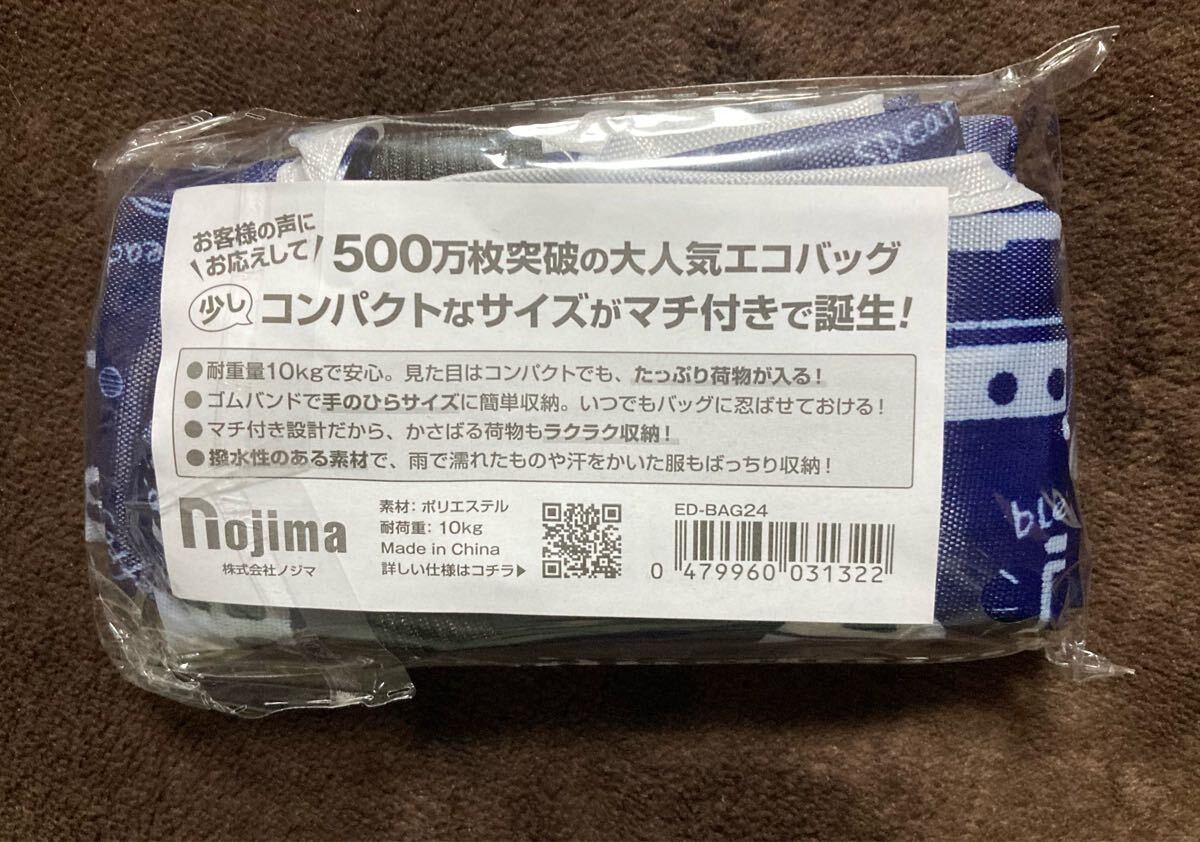 お客様の声に
お応えして
500万枚突破の大人気エコバッグ
少し
コンパクトなサイズがマチ付きで誕生!
●耐重量10kgで安心。見た目はコンパクトでも、たっぷり荷物が入る!
●ゴムバンドで手のひらサイズに簡単収納。いつでもバッグに忍ばせておける!
●マチ付き設計だから、かさばる荷物もラクラク収納!
●撥水性のある素材で、雨で濡れたものや汗をかいた服もばっちり収納!
nojima
株式会社ノジマ
素材: ポリエステル
耐荷重: 10kg
Made in China
詳しい仕様はコチラ▶
ED-BAG24
0 479960 031322